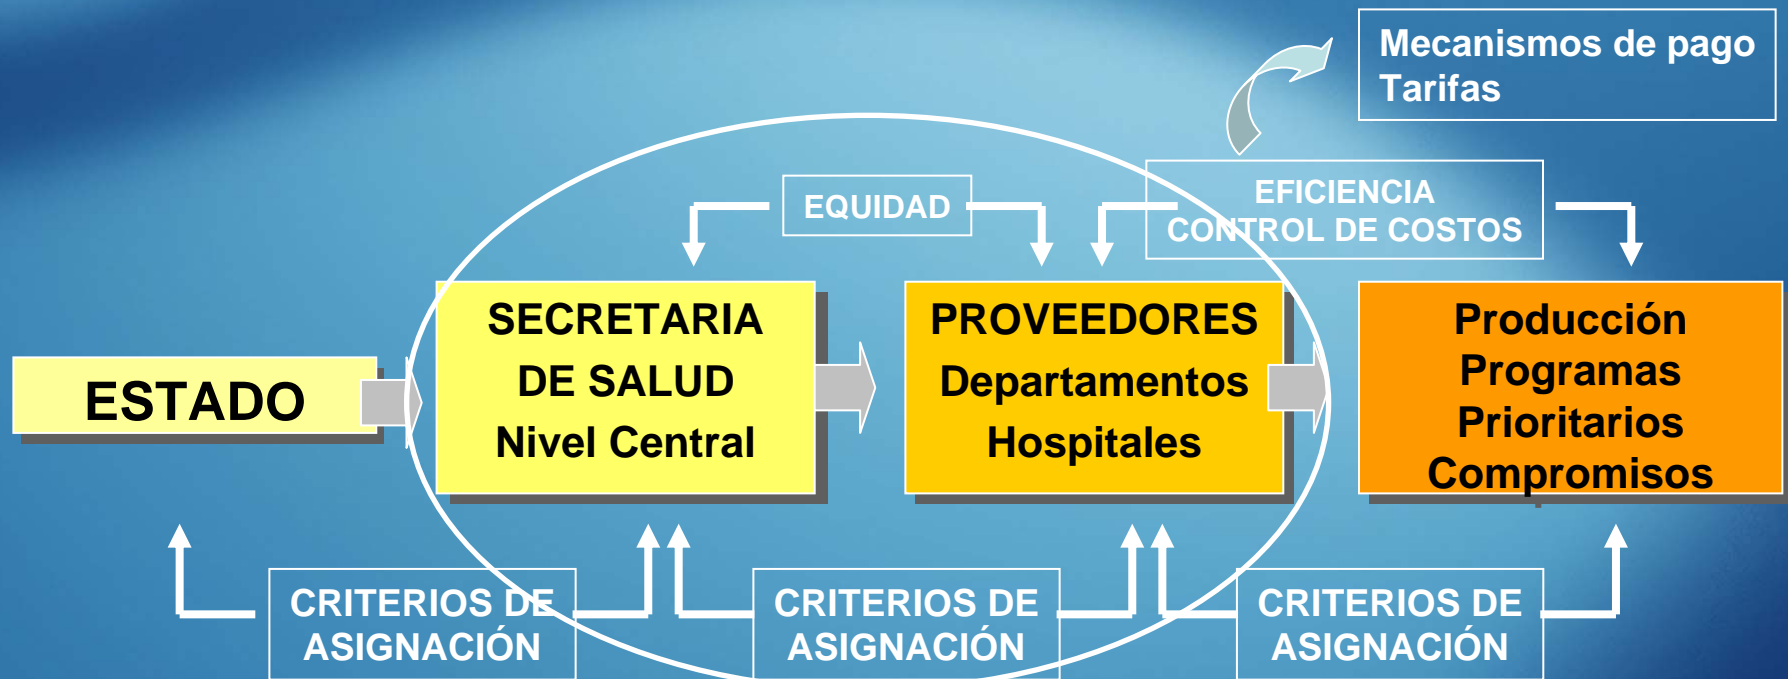 Mecanismos de pago
Tarifas
EQUIDAD
EFICIENCIA
CONTROL DE COSTOS
ESTADO
SECRETARIA
DE SALUD
Nivel Central
PROVEEDORES
Departamentos
Hospitales
Producción
Programas
Prioritarios
Compromisos
CRITERIOS DE
ASIGNACIÓN
CRITERIOS DE
ASIGNACIÓN
CRITERIOS DE
ASIGNACIÓN